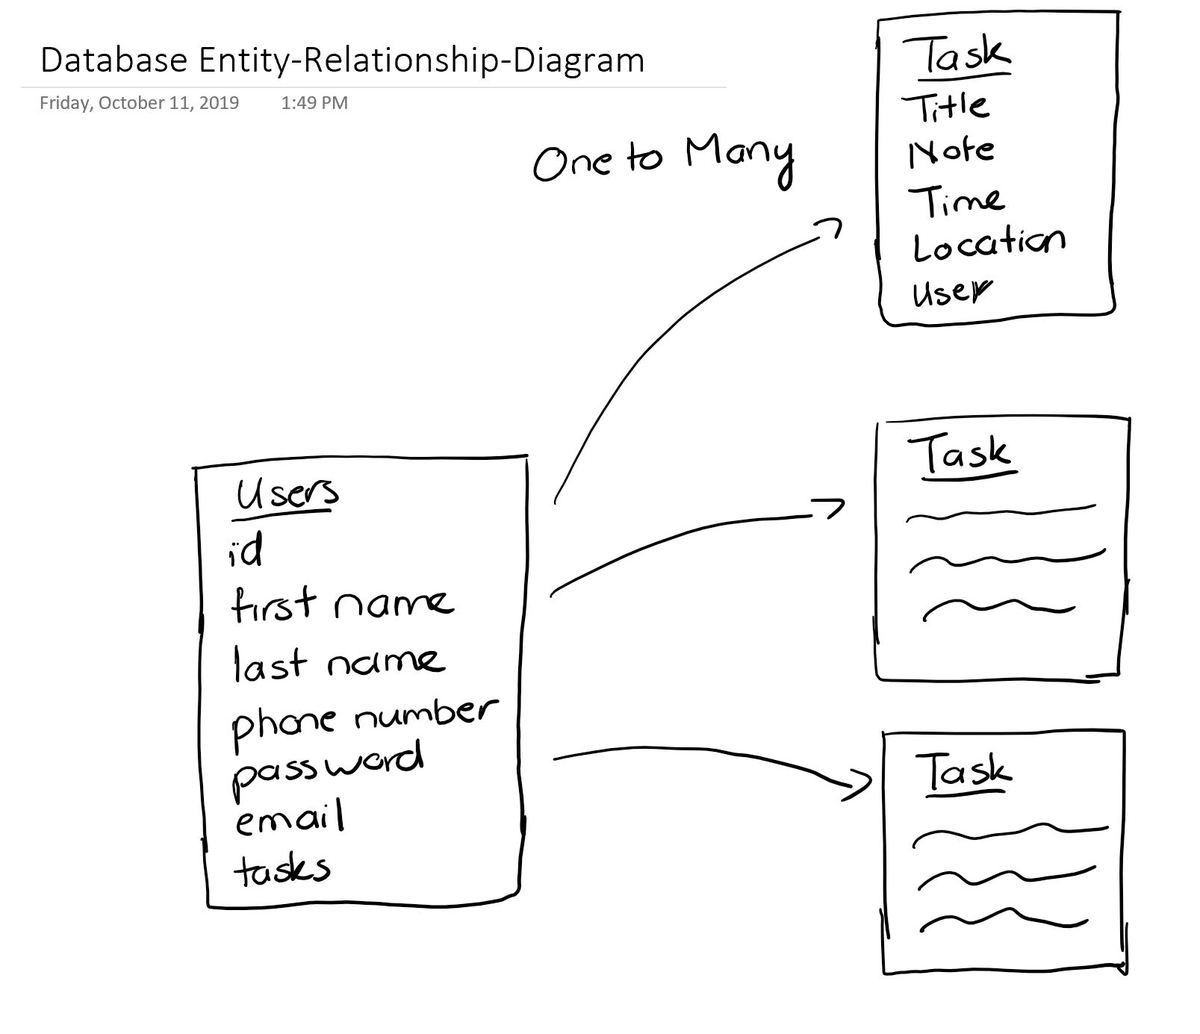 Database Entity-Relationship-Diagram
Friday, October 11, 2019 1:49 PM
One to Many
Task
Title
Note
Time
Location
User
Users
id
first name
last name
phone number
password
email
tasks
Task
Task